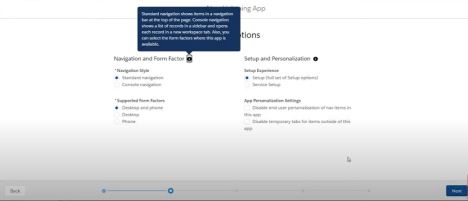 ning App
Standard navigation shows items in a navigation
bar at the top of the page. Console navigation
shows a list of records in a sidebar and opens
each record in a new workspace tab. Also, you
can select the form factors where this app is
available.
tions
Navigation and Form Factor
Setup and Personalization
*Navigation Style
Standard navigation
Console navigation
Setup Experience
Setup (full set of Setup options)
Service Setup
*Supported Form Factors
Desktop and phone
Desktop
Phone
App Personalization Settings
Disable end user personalization of nav items in
this app
Disable temporary tabs for items outside of this
app
Back
Next